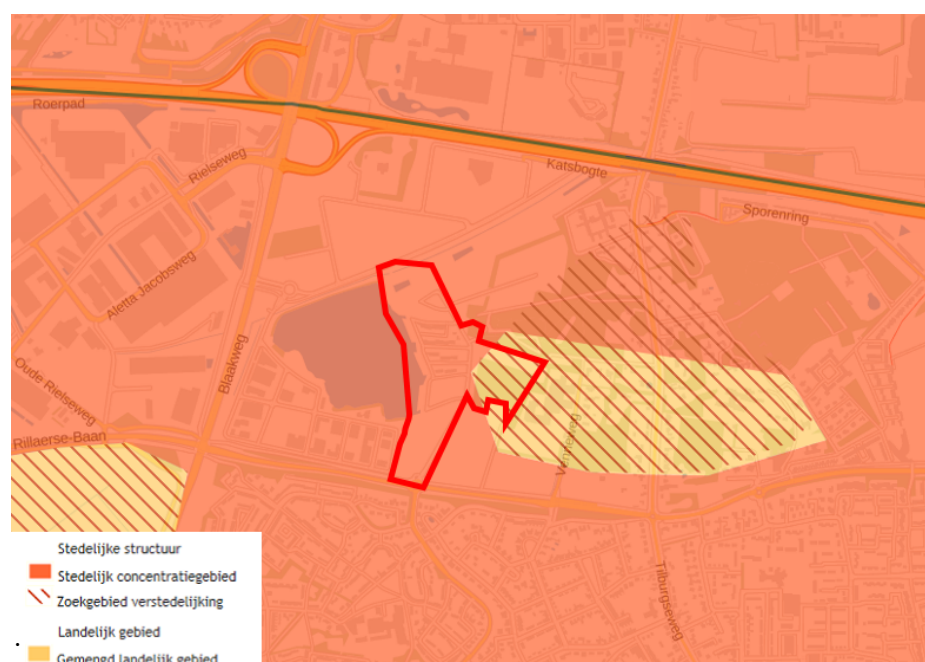 Roerpad
Rielseweg
Katsbogte
Sporenring
Aletta Jacobsweg
Blaakweg
Oude Rielseweg
Rillaerse-Baan
Venneweg
Tilburgseweg
Stedelijke structuur
Stedelijk concentratiegebied
Zoekgebied verstedelijking
Landelijk gebied
Gemengd landelijk gebied